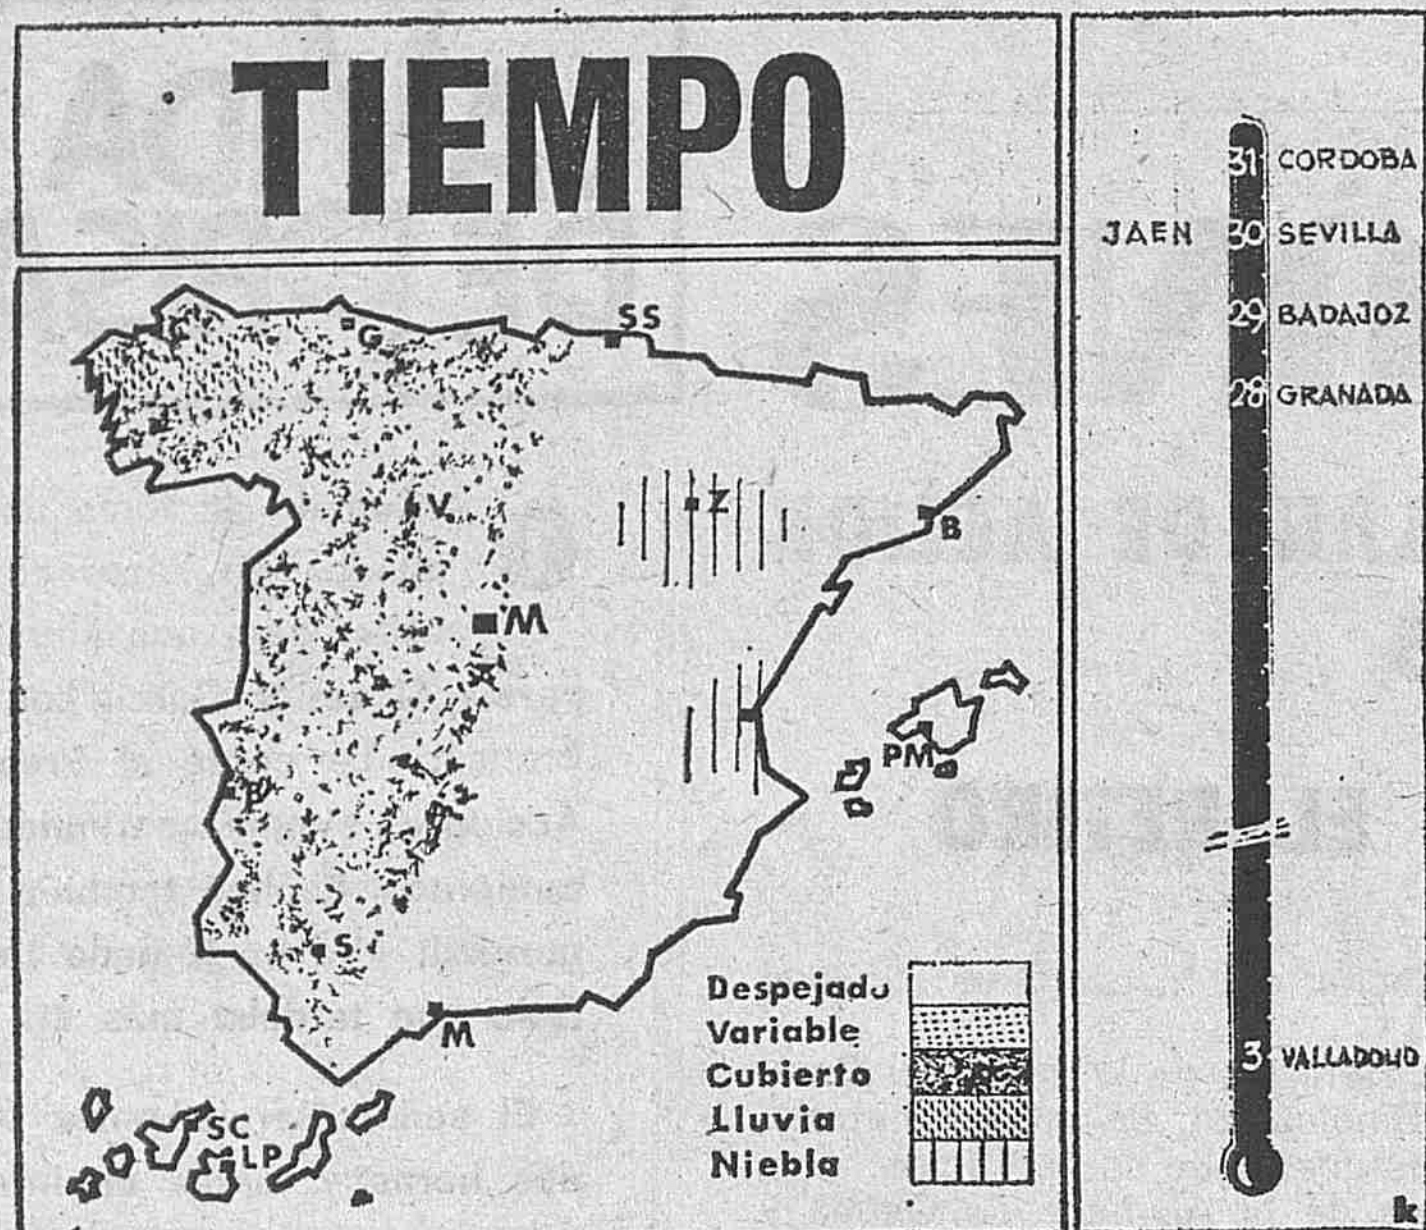 TIEMPO
31 CORDOBA
JAEN 30 SEVILLA
29 BADAJOZ
28 GRANADA
3 VALLADOLID
SS
G
V
Z
B
M
PM
B
S
M
SC
LP
Despejado
Variable
Cubierto
Lluvia
Niebla
k